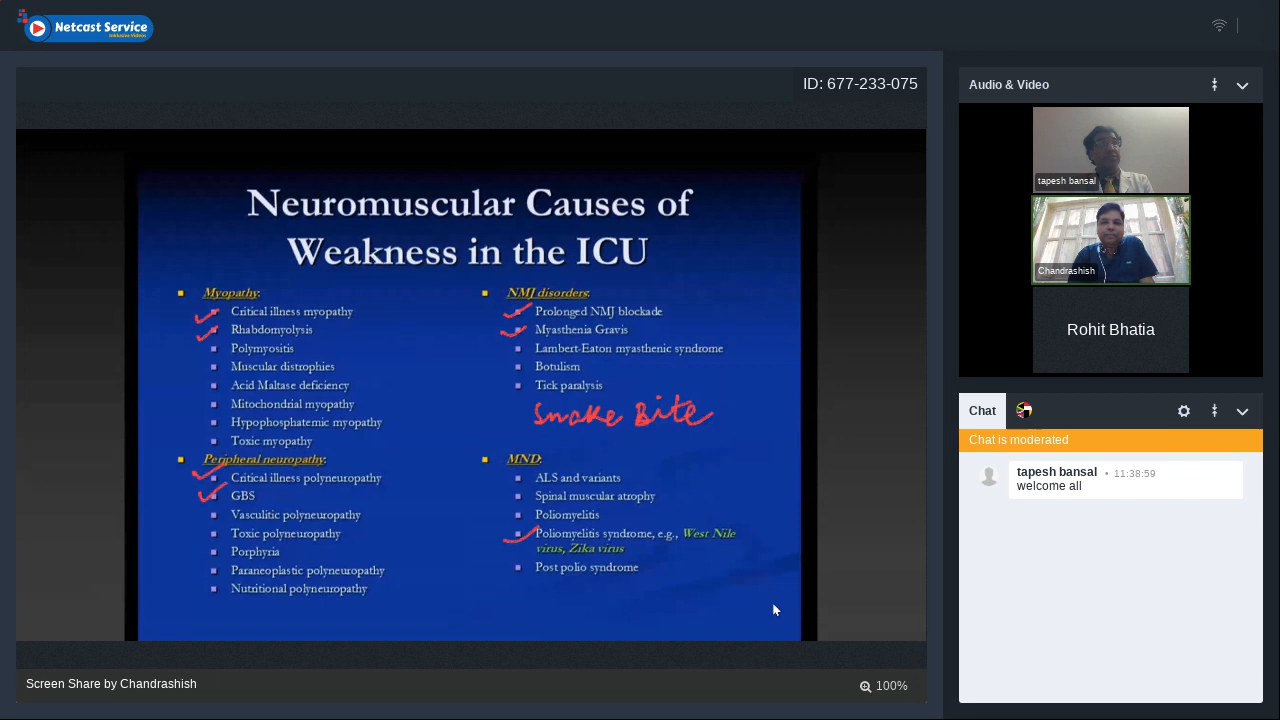 Netcast Service
Inklusive Videos
ID: 677-233-075
Neuromuscular Causes of
Weakness in the ICU
Myopathy:
Critical illness myopathy
Rhabdomyolysis
Polymyositis
Muscular distrophies
Acid Maltase deficiency
Mitochondrial myopathy
Hypophosphatemic myopathy
Toxic myopathy
Peripheral neuropathy:
Critical illness polyneuropathy
GBS
Vasculitic polyneuropathy
Toxic polyneuropathy
Porphyria
Paraneoplastic polyneuropathy
Nutritional polyneuropathy
NMJ disorders:
Prolonged NMJ blockade
Myasthenia Gravis
Lambert-Eaton myasthenic syndrome
Botulism
Tick paralysis
Snake Bite
MND:
ALS and variants
Spinal muscular atrophy
Poliomyelitis
Poliomyelitis syndrome, e.g., West Nile
virus, Zika virus
Post polio syndrome
Screen Share by Chandrashish
100%
Audio & Video
tapesh bansal
Chandrashish
Rohit Bhatia
Chat
Chat is moderated
tapesh bansal • 11:38:59
welcome all